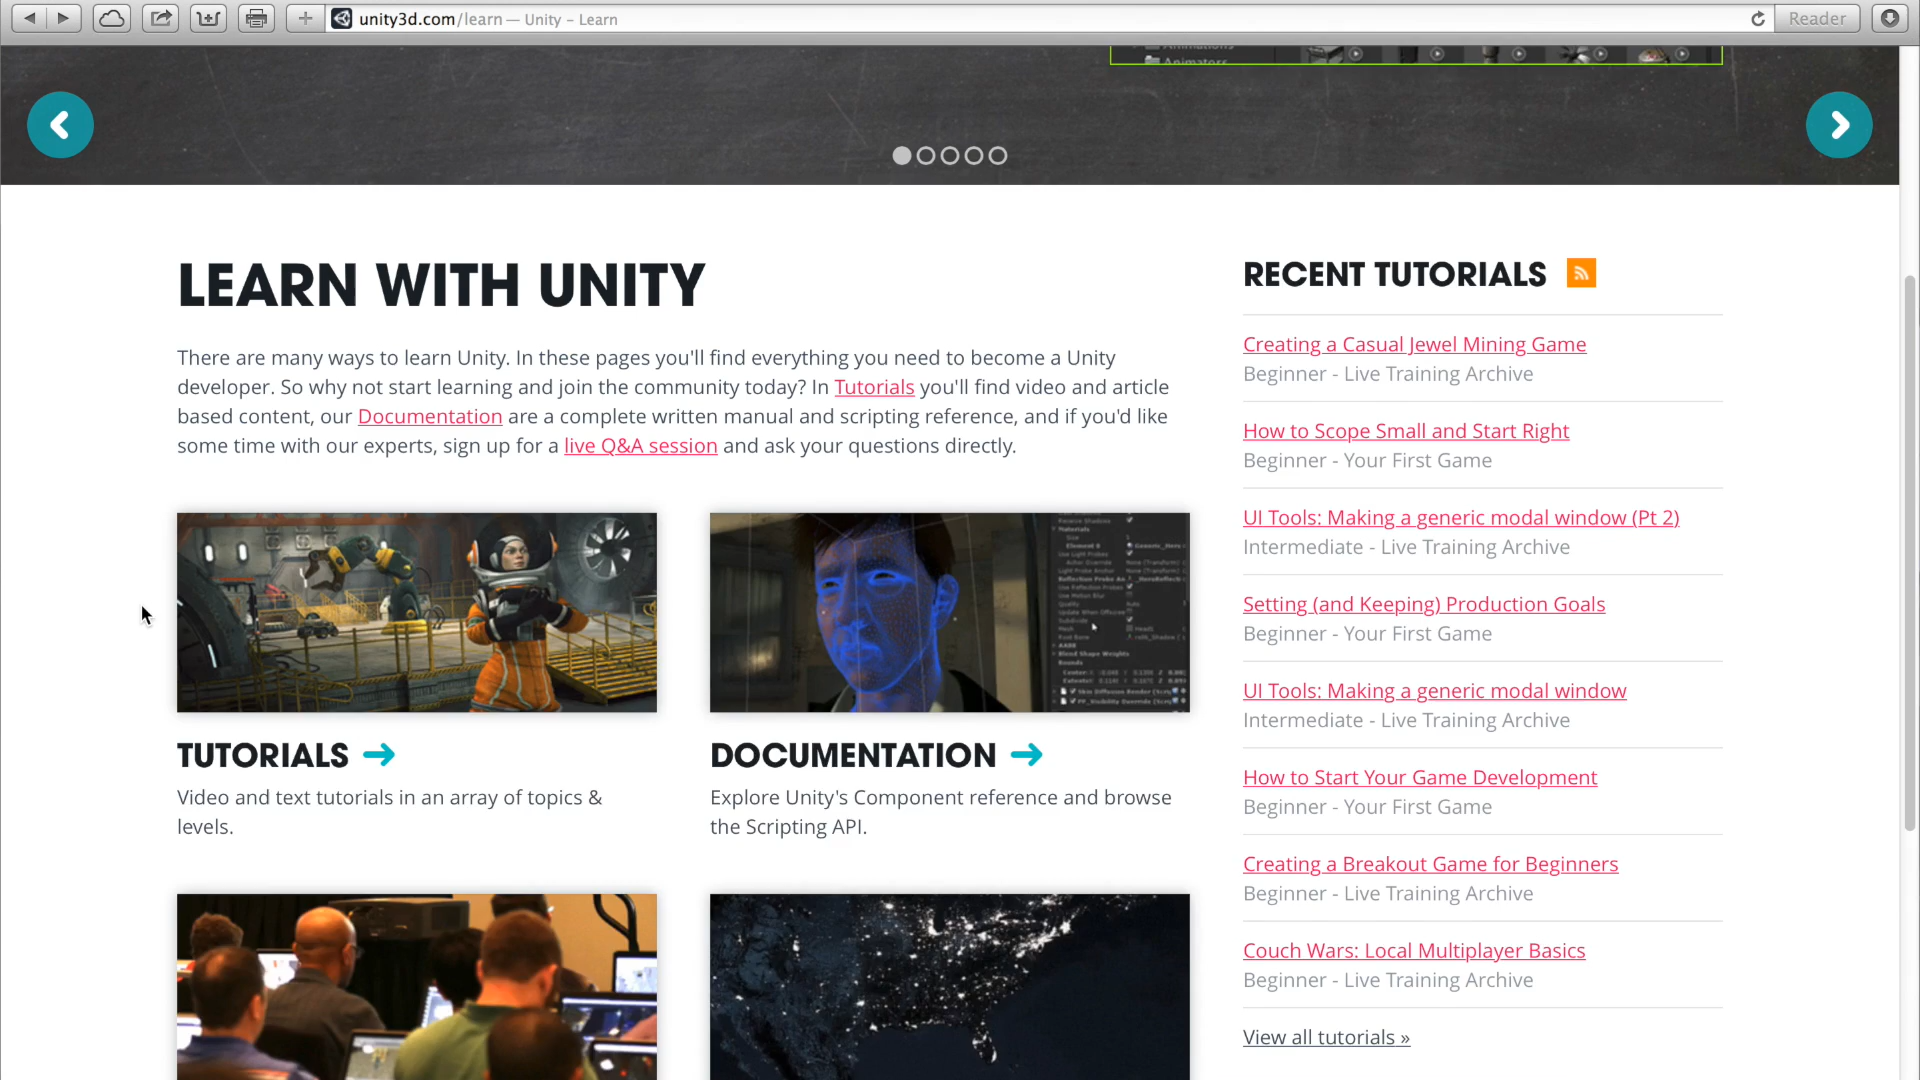 unity3d.com/learn — Unity – Learn
Reader
Animations
Animators
LEARN WITH UNITY
There are many ways to learn Unity. In these pages you'll find everything you need to become a Unity
developer. So why not start learning and join the community today? In Tutorials you'll find video and article
based content, our Documentation are a complete written manual and scripting reference, and if you'd like
some time with our experts, sign up for a live Q&A session and ask your questions directly.
TUTORIALS
Video and text tutorials in an array of topics &
levels.
DOCUMENTATION
Explore Unity's Component reference and browse
the Scripting API.
RECENT TUTORIALS
Creating a Casual Jewel Mining Game
Beginner - Live Training Archive
How to Scope Small and Start Right
Beginner - Your First Game
UI Tools: Making a generic modal window (Pt 2)
Intermediate - Live Training Archive
Setting (and Keeping) Production Goals
Beginner - Your First Game
UI Tools: Making a generic modal window
Intermediate - Live Training Archive
How to Start Your Game Development
Beginner - Your First Game
Creating a Breakout Game for Beginners
Beginner - Live Training Archive
Couch Wars: Local Multiplayer Basics
Beginner - Live Training Archive
View all tutorials »